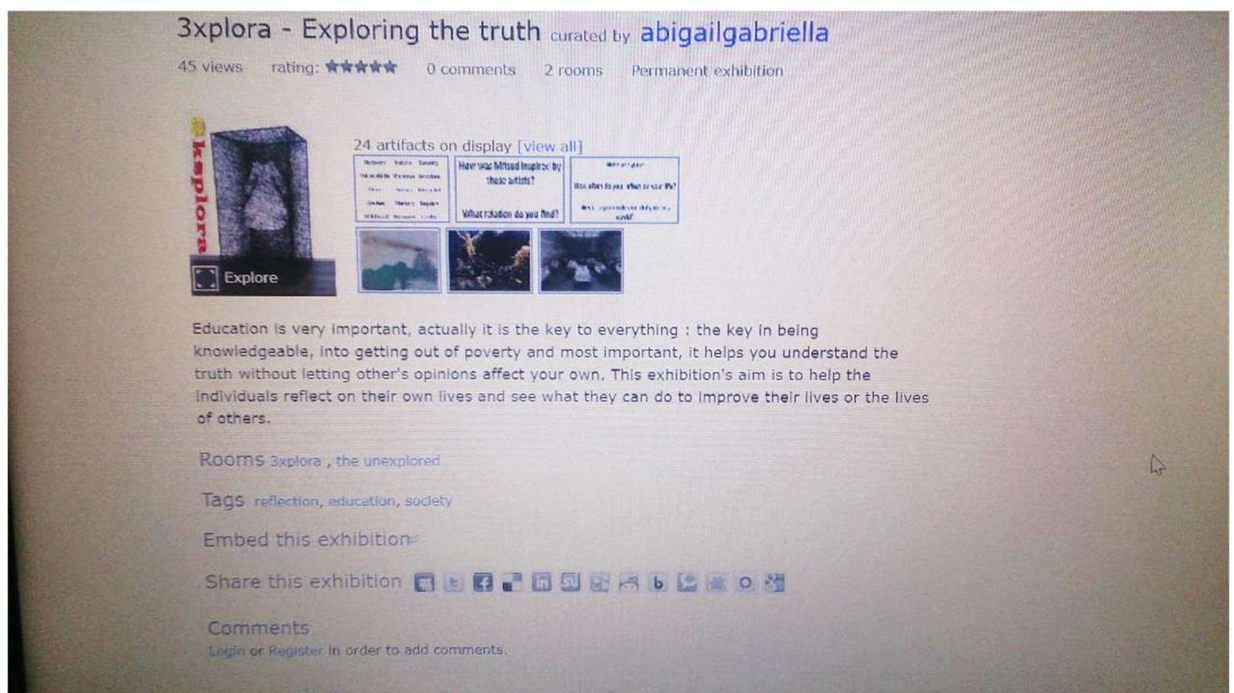 3xplora - Exploring the truth curated by abigailgabriella
45 views rating: 0 comments 2 rooms Permanent exhibition
ksplora
Explore
24 artifacts on display [view all]
How was Mitsud Inspired by
these artists?
What relation do you find?
Education is very important, actually it is the key to everything : the key in being
knowledgeable, into getting out of poverty and most important, it helps you understand the
truth without letting other's opinions affect your own. This exhibition's aim is to help the
individuals reflect on their own lives and see what they can do to improve their lives or the lives
of others.
Rooms 3xplora , the unexplored
Tags reflection, education, society
Embed this exhibition
Share this exhibition
Comments
Login or Register in order to add comments.